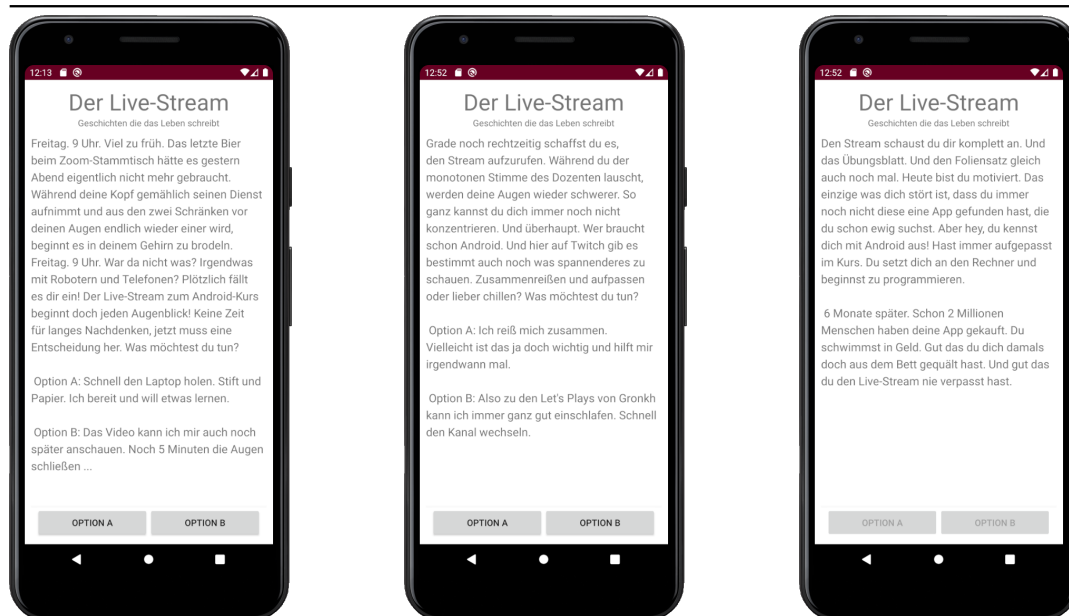 12:13
Der Live-Stream
Geschichten die das Leben schreibt
Freitag. 9 Uhr. Viel zu früh. Das letzte Bier
beim Zoom-Stammtisch hätte es gestern
Abend eigentlich nicht mehr gebraucht.
Während deine Kopf gemählich seinen Dienst
aufnimmt und aus den zwei Schränken vor
deinen Augen endlich wieder einer wird,
beginnt es in deinem Gehirn zu brodeln.
Freitag. 9 Uhr. War da nicht was? Irgendwas
mit Robotern und Telefonen? Plötzlich fällt
es dir ein! Der Live-Stream zum Android-Kurs
beginnt doch jeden Augenblick! Keine Zeit
für langes Nachdenken, jetzt muss eine
Entscheidung her. Was möchtest du tun?
Option A: Schnell den Laptop holen. Stift und
Papier. Ich bereit und will etwas lernen.
Option B: Das Video kann ich mir auch noch
später anschauen. Noch 5 Minuten die Augen
schließen ...
OPTION A
OPTION B
12:52
Der Live-Stream
Geschichten die das Leben schreibt
Grade noch rechtzeitig schaffst du es,
den Stream aufzurufen. Während du der
monotonen Stimme des Dozenten lauscht,
werden deine Augen wieder schwerer. So
ganz kannst du dich immer noch nicht
konzentrieren. Und überhaupt. Wer braucht
schon Android. Und hier auf Twitch gib es
bestimmt auch noch was spannenderes zu
schauen. Zusammenreißen und aufpassen
oder lieber chillen? Was möchtest du tun?
Option A: Ich reiß mich zusammen.
Vielleicht ist das ja doch wichtig und hilft mir
irgendwann mal.
Option B: Also zu den Let's Plays von Gronkh
kann ich immer ganz gut einschlafen. Schnell
den Kanal wechseln.
OPTION A
OPTION B
12:52
Der Live-Stream
Geschichten die das Leben schreibt
Den Stream schaust du dir komplett an. Und
das Übungsblatt. Und den Foliensatz gleich
auch noch mal. Heute bist du motiviert. Das
einzige was dich stört ist, dass du immer
noch nicht diese eine App gefunden hast, die
du schon ewig suchst. Aber hey, du kennst
dich mit Android aus! Hast immer aufgepasst
im Kurs. Du setzt dich an den Rechner und
beginnst zu programmieren.
6 Monate später. Schon 2 Millionen
Menschen haben deine App gekauft. Du
schwimmst in Geld. Gut das du dich damals
doch aus dem Bett gequält hast. Und gut das
du den Live-Stream nie verpasst hast.
OPTION A
OPTION B